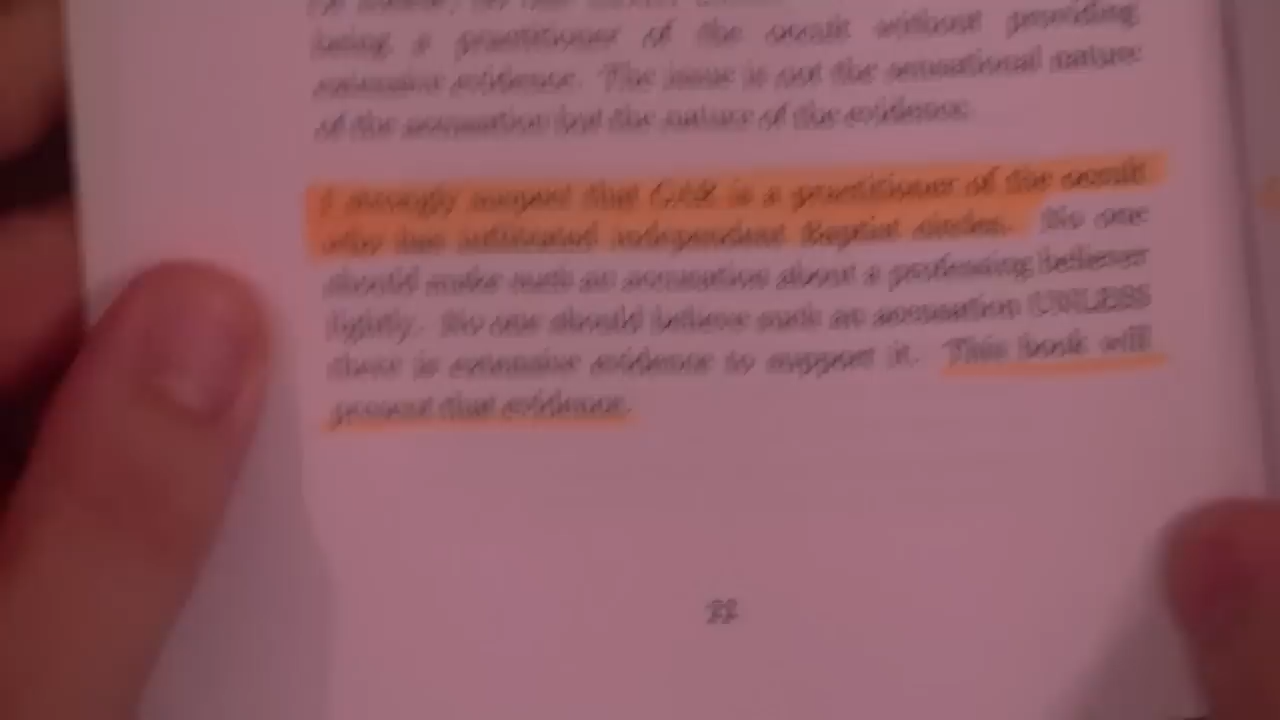 being a practitioner of the occult without providing
extensive evidence. The issue is not the sensational nature
of the accusation but the nature of the evidence.
I strongly suspect that GAR is a practitioner of the occult
who has infiltrated independent Baptist circles. No one
should make such an accusation about a professing believer
lightly. No one should believe such an accusation UNLESS
there is extensive evidence to support it. This book will
present that evidence.
22